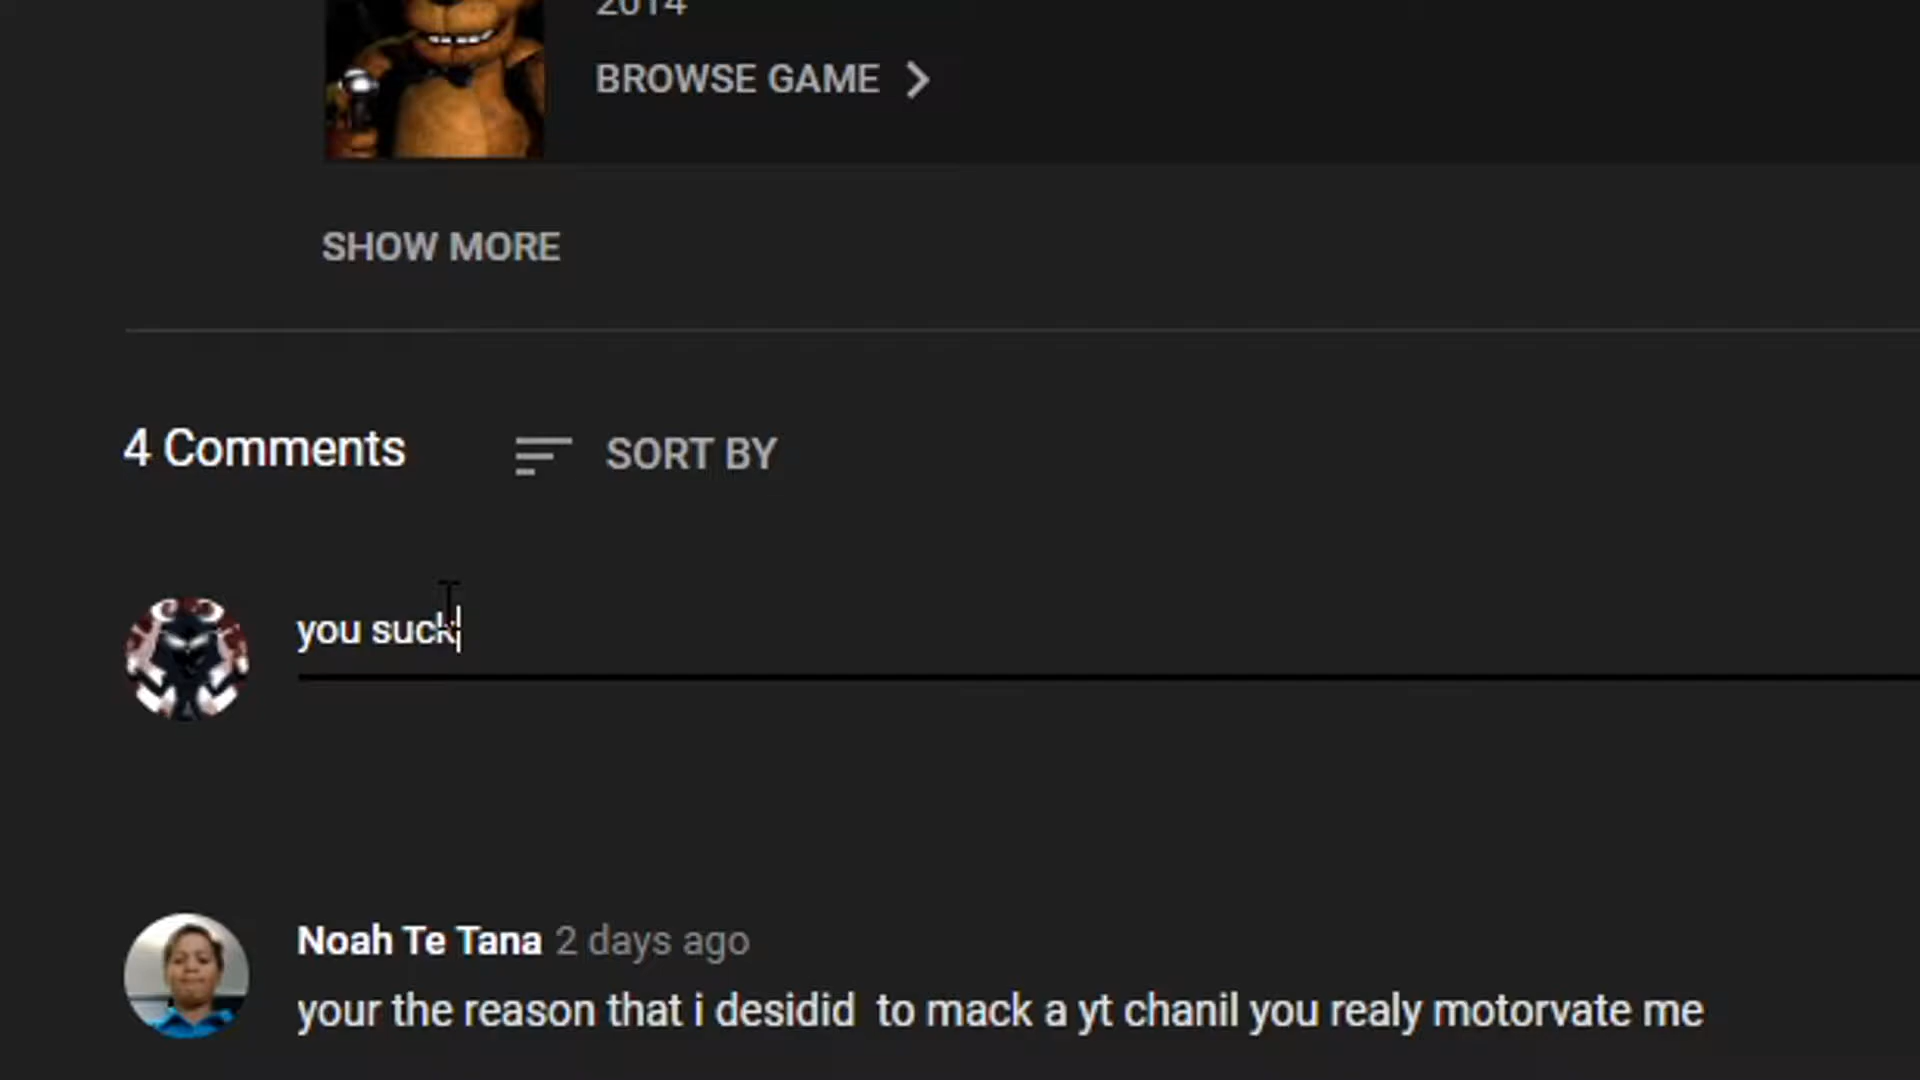 2014
BROWSE GAME
SHOW MORE
4 Comments SORT BY
you suck
Noah Te Tana 2 days ago
your the reason that i desidid to mack a yt chanil you realy motorvate me